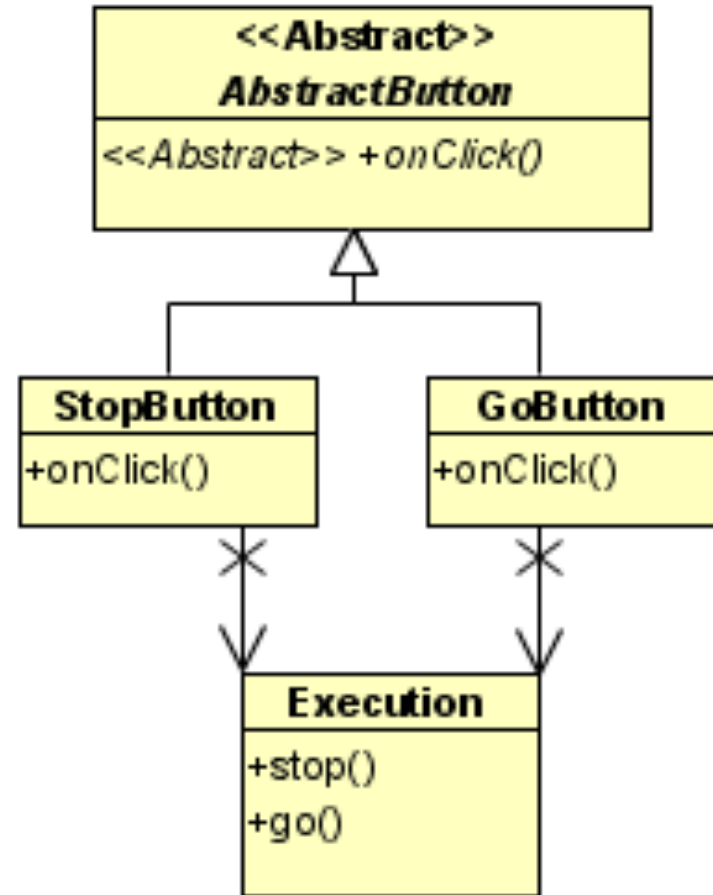 <<Abstract>>
AbstractButton
<<Abstract>> +onClick()
StopButton
+onClick()
GoButton
+onClick()
Execution
+stop()
+go()